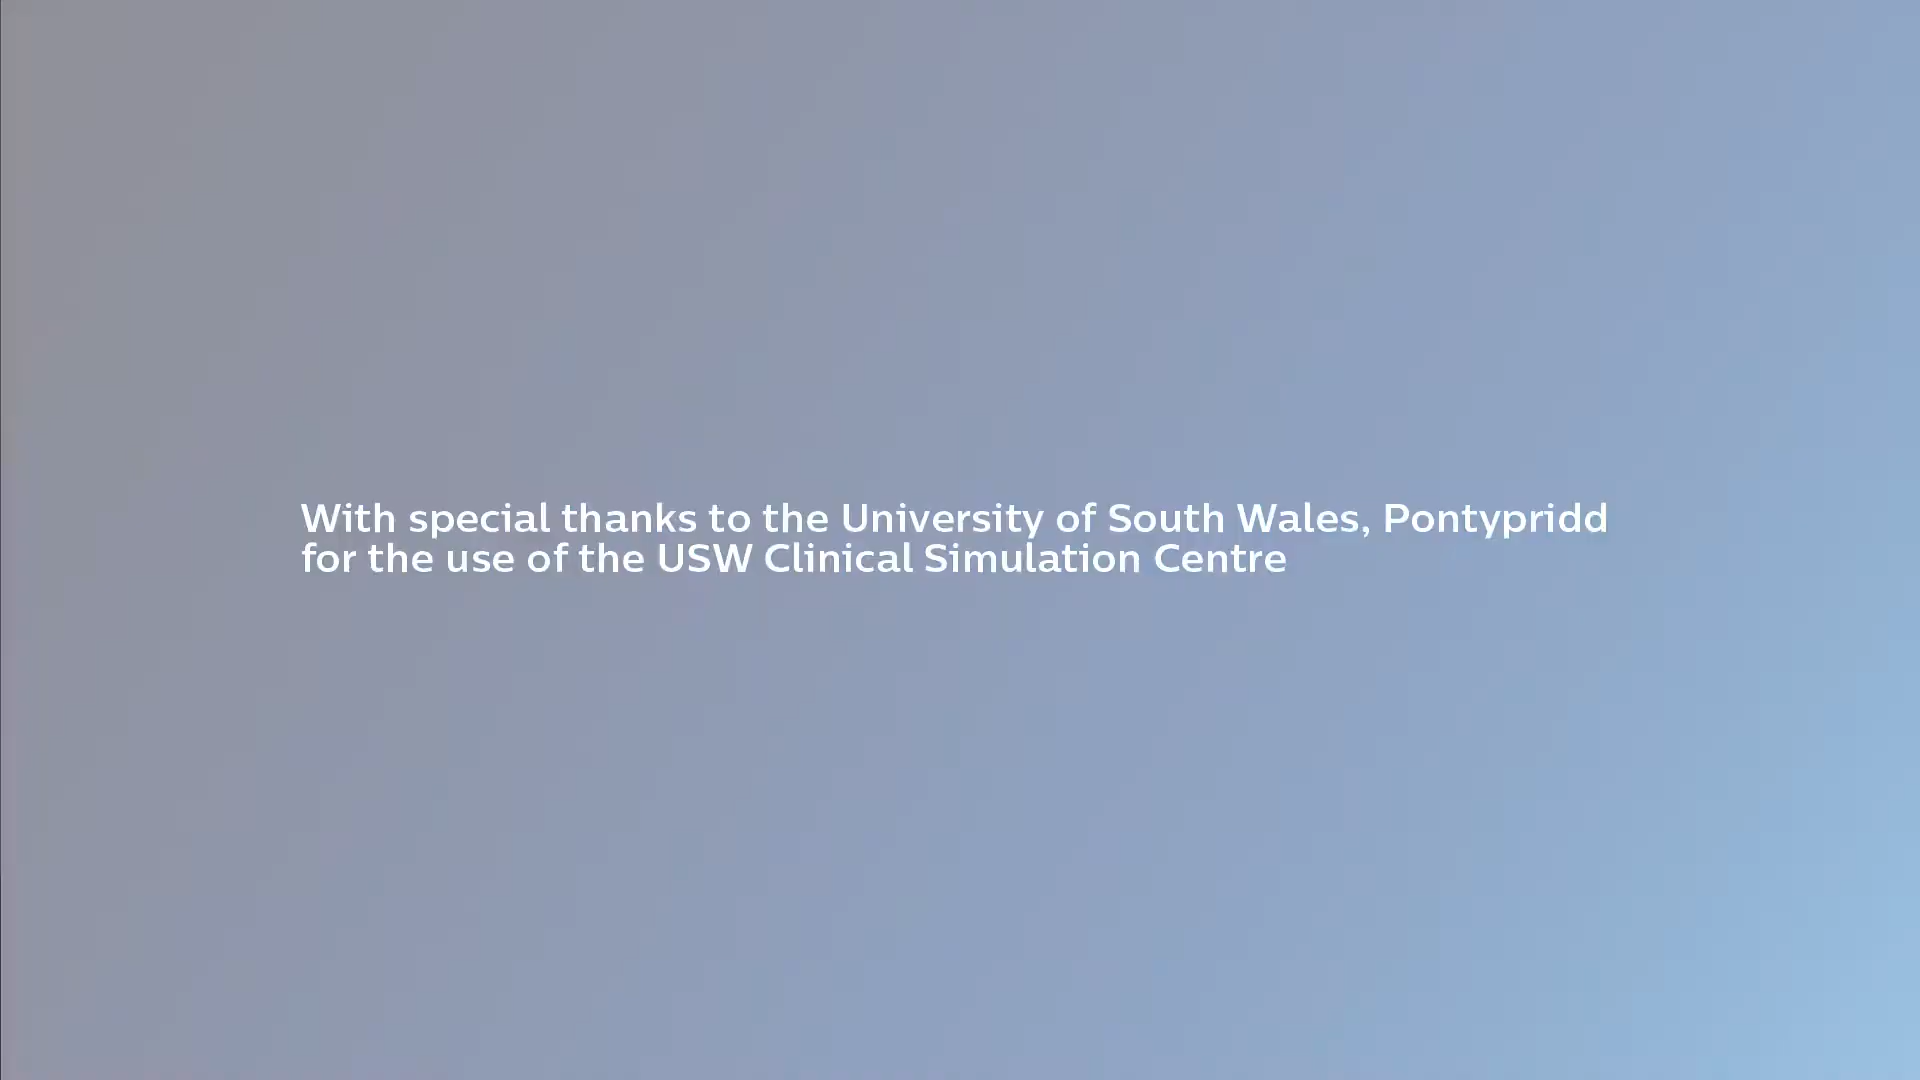 With special thanks to the University of South Wales, Pontypridd
for the use of the USW Clinical Simulation Centre